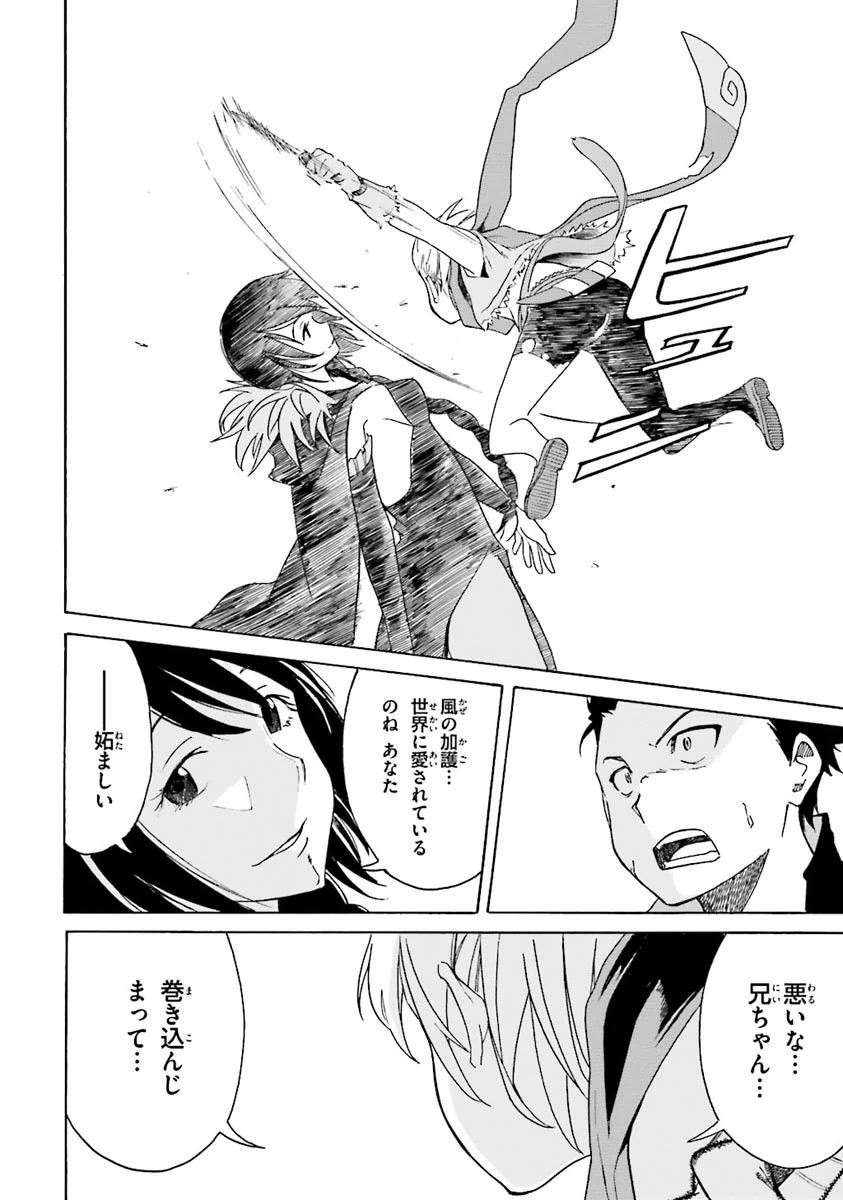 ヒュッ
風の加護…
世界に愛されている
のね あなた
――妬ましい
悪いな…
兄ちゃん…
巻き込んじ
まって…